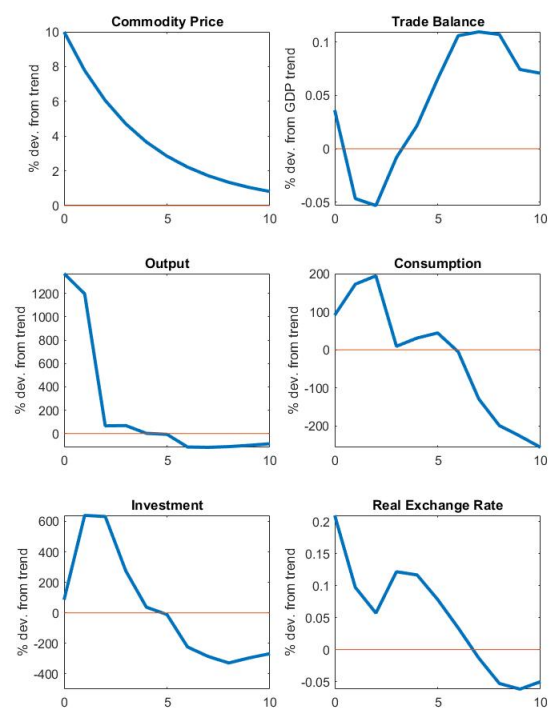 Commodity Price
% dev. from trend
10
8
6
4
2
0
0 5 10
Trade Balance
% dev. from GDP trend
0.1
0.05
0
-0.05
0 5 10
Output
% dev. from trend
1200
1000
800
600
400
200
0
0 5 10
Consumption
% dev. from trend
200
100
0
-100
-200
0 5 10
Investment
% dev. from trend
600
400
200
0
-200
-400
0 5 10
Real Exchange Rate
% dev. from trend
0.2
0.15
0.1
0.05
0
-0.05
0 5 10